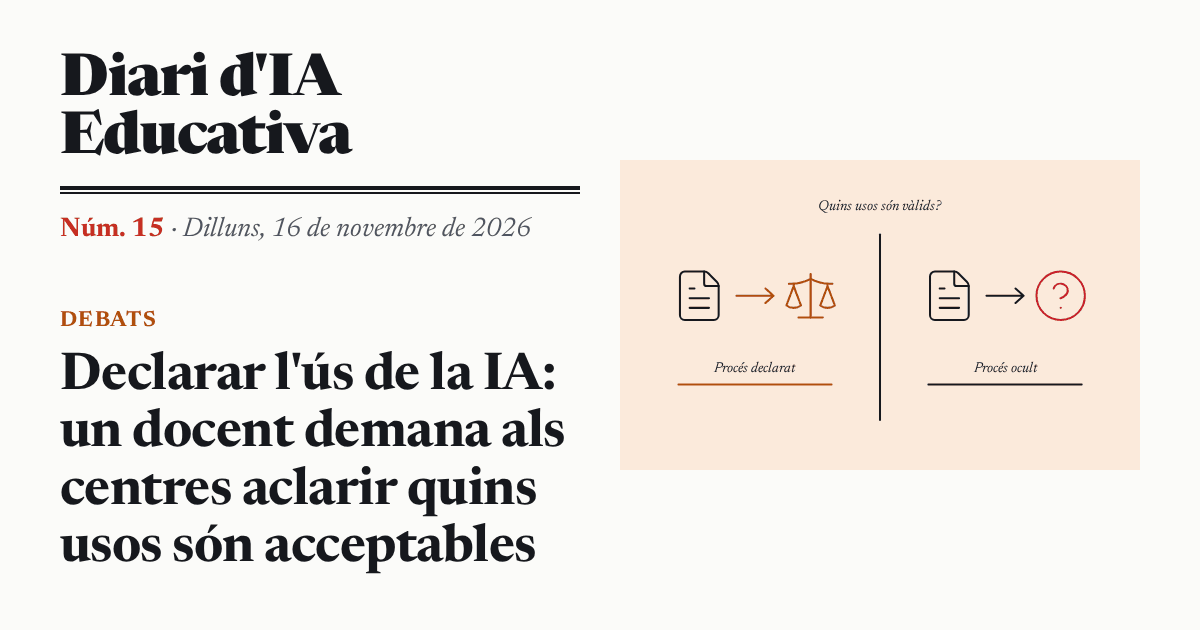 Diari d'IA
Educativa
Núm. 15 · Dilluns, 16 de novembre de 2026
DEBATS
Declarar l'ús de la IA:
un docent demana als
centres aclarir quins
usos són acceptables
Quins usos són vàlids?
Procés declarat
Procés ocult